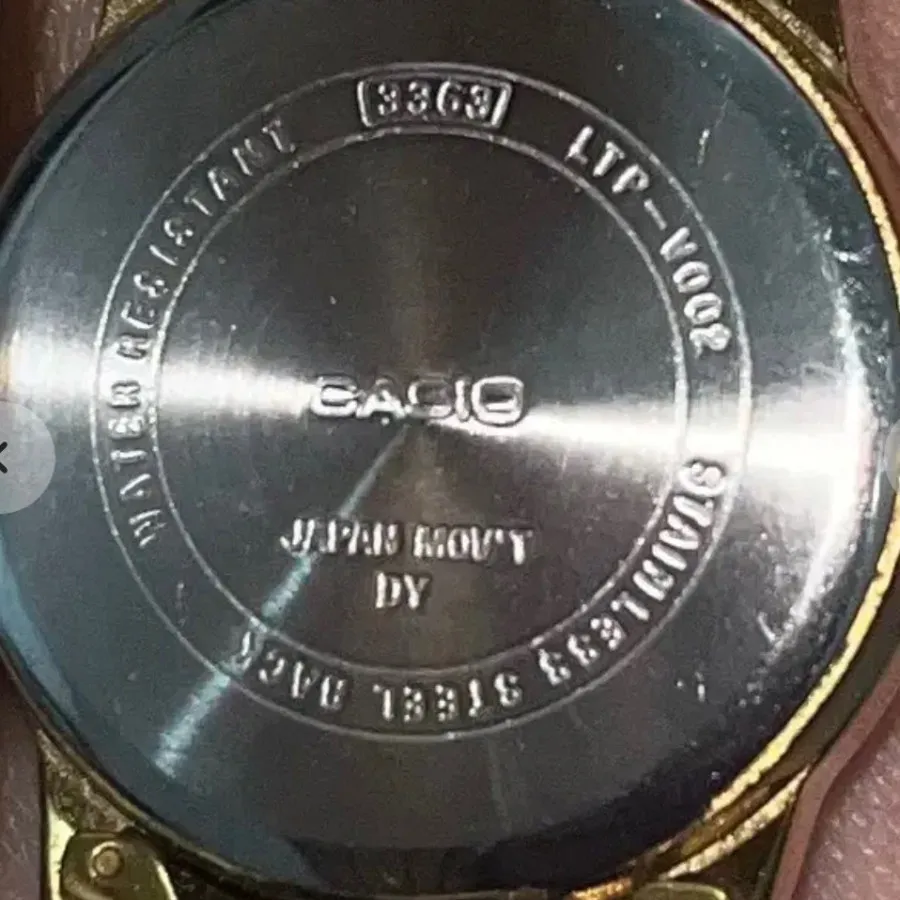 3363
LTP-V002
STAINLESS STEEL BACK
WATER RESISTANT
CASIO
JAPAN MOV'T
DY